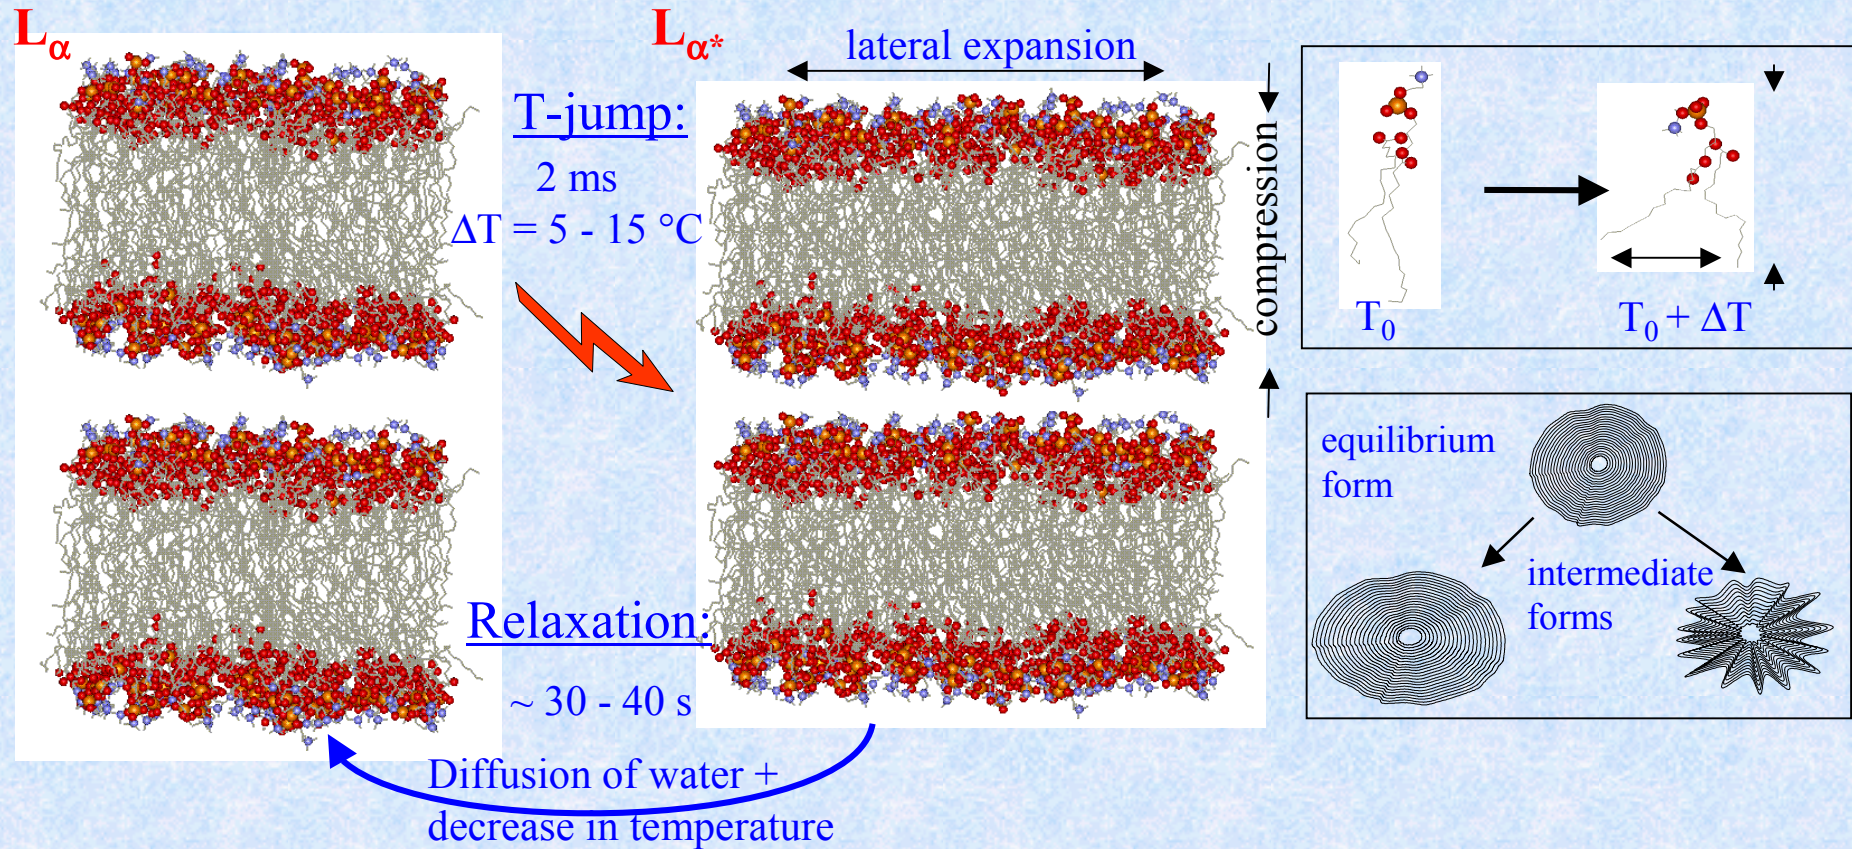 Lα
Lα*
lateral expansion
T-jump:
2 ms
ΔT = 5 - 15 °C
compression
T0
T0 + ΔT
equilibrium
form
intermediate
forms
Relaxation:
~ 30 - 40 s
Diffusion of water +
decrease in temperature